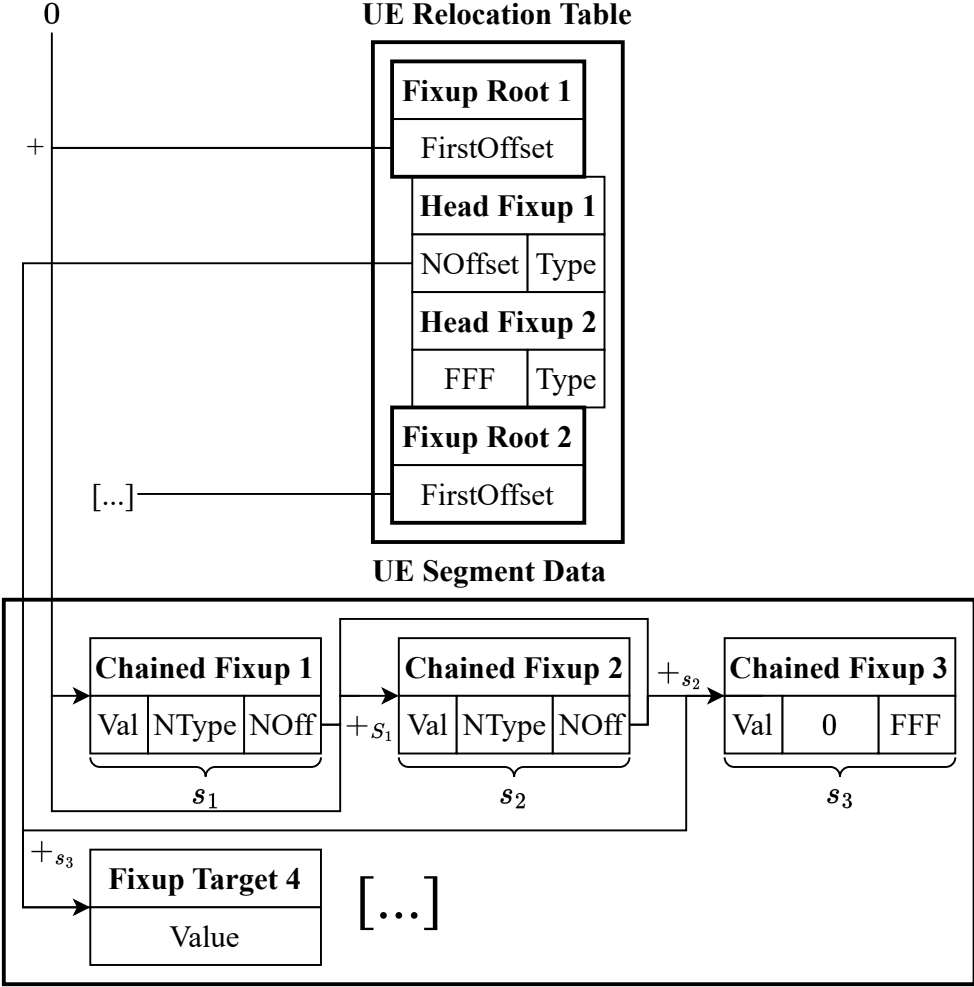 0
UE Relocation Table
Fixup Root 1
+
FirstOffset
Head Fixup 1
NOffset Type
Head Fixup 2
FFF Type
Fixup Root 2
[...]
FirstOffset
UE Segment Data
Chained Fixup 1
Chained Fixup 2
+s₂
Chained Fixup 3
Val NType NOff
+S₁
Val NType NOff
Val 0 FFF
s₁
s₂
s₃
+s₃
Fixup Target 4
[...]
Value